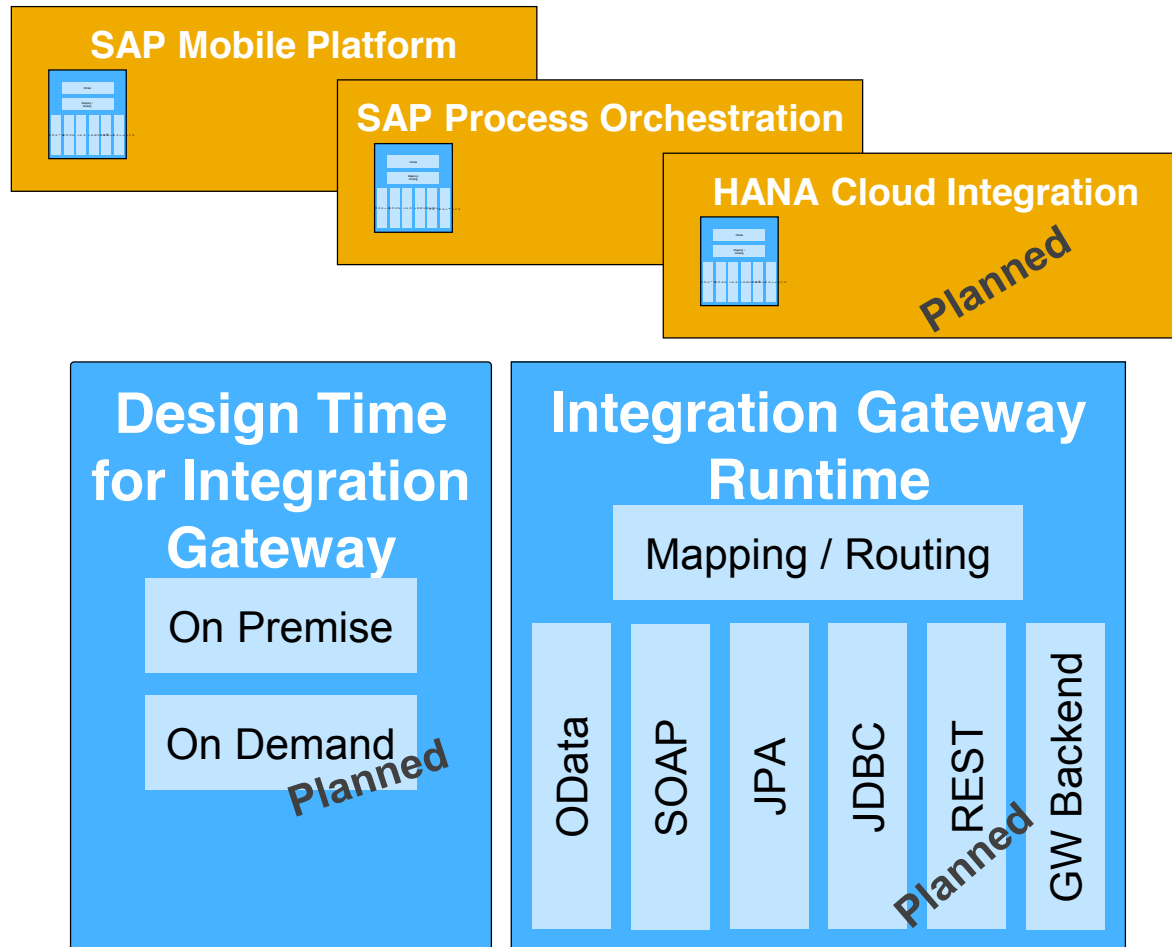 SAP Mobile Platform
SAP Process Orchestration
HANA Cloud Integration
Planned
Design Time
for Integration
Gateway
On Premise
On Demand
Planned
Integration Gateway
Runtime
Mapping / Routing
OData
SOAP
JPA
JDBC
REST
Planned
GW Backend